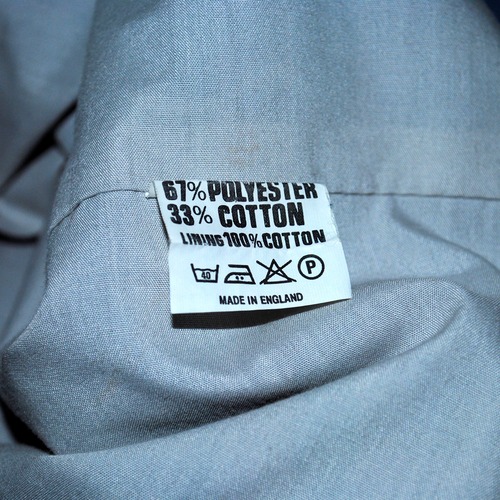 67% POLYESTER
33% COTTON
LINING 100% COTTON
40 P
MADE IN ENGLAND